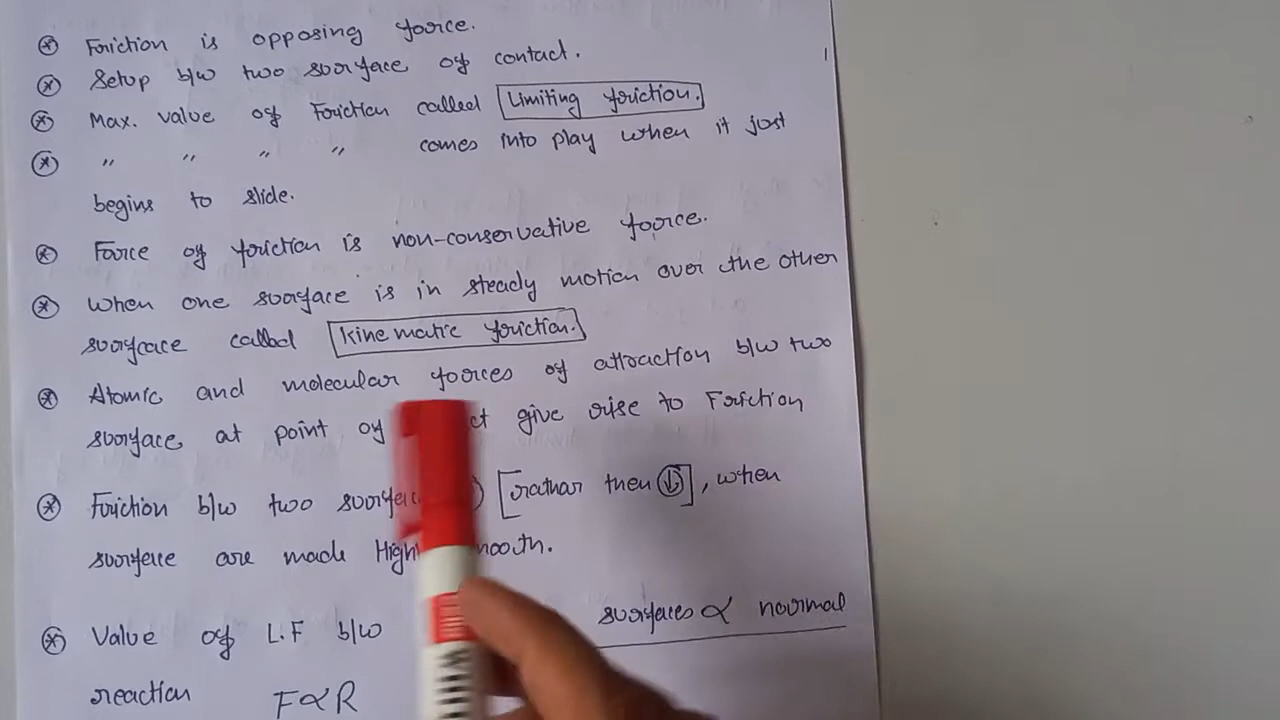 Friction is opposing force.
Setup b/w two surface of contact.
Max. value of Friction called Limiting friction.
〃 〃 〃 〃 comes into play when it just
begins to slide.
Force of friction is non-conservative force.
When one surface is in steady motion over the other
surface called Kinematic friction.
Atomic and molecular forces of attraction b/w two
surface at point of give rise to Friction
Friction b/w two [rather then ↓], when
surface are made
Value of L.F b/w surfaces ∝ normal
reaction F∝R